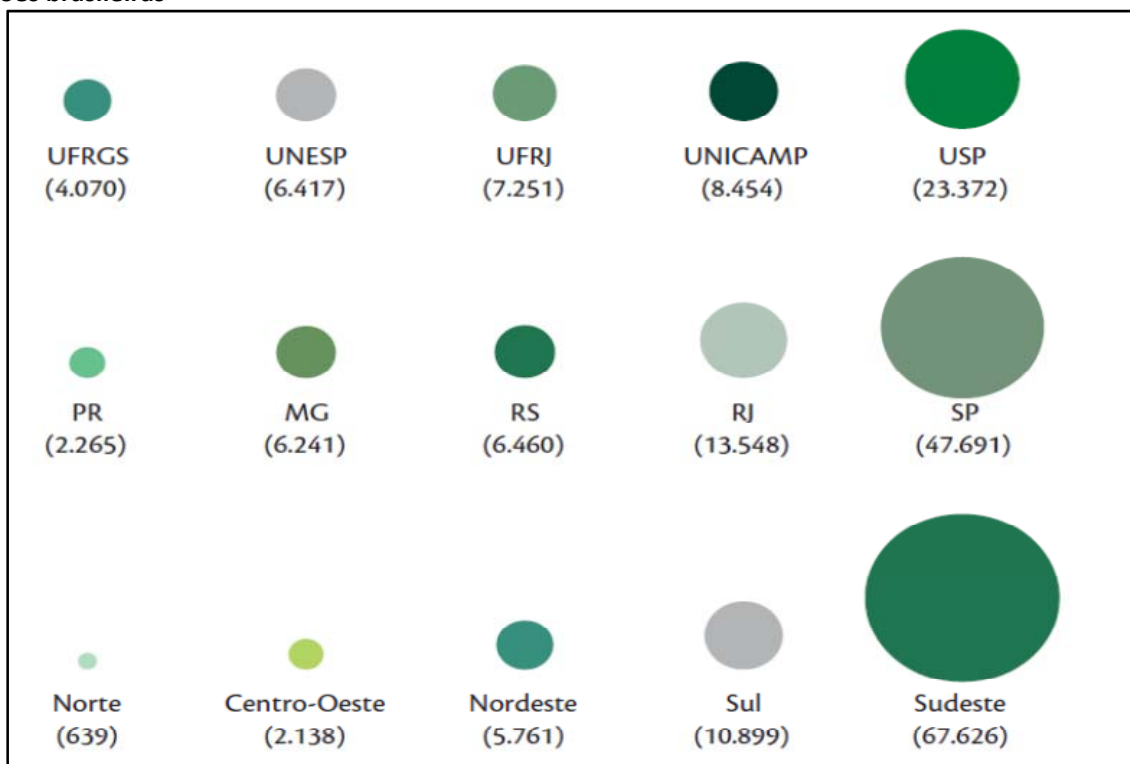 UFRGS UNESP UFRJ UNICAMP USP
(4.070) (6.417) (7.251) (8.454) (23.372)
PR MG RS RJ SP
(2.265) (6.241) (6.460) (13.548) (47.691)
Norte Centro-Oeste Nordeste Sul Sudeste
(639) (2.138) (5.761) (10.899) (67.626)